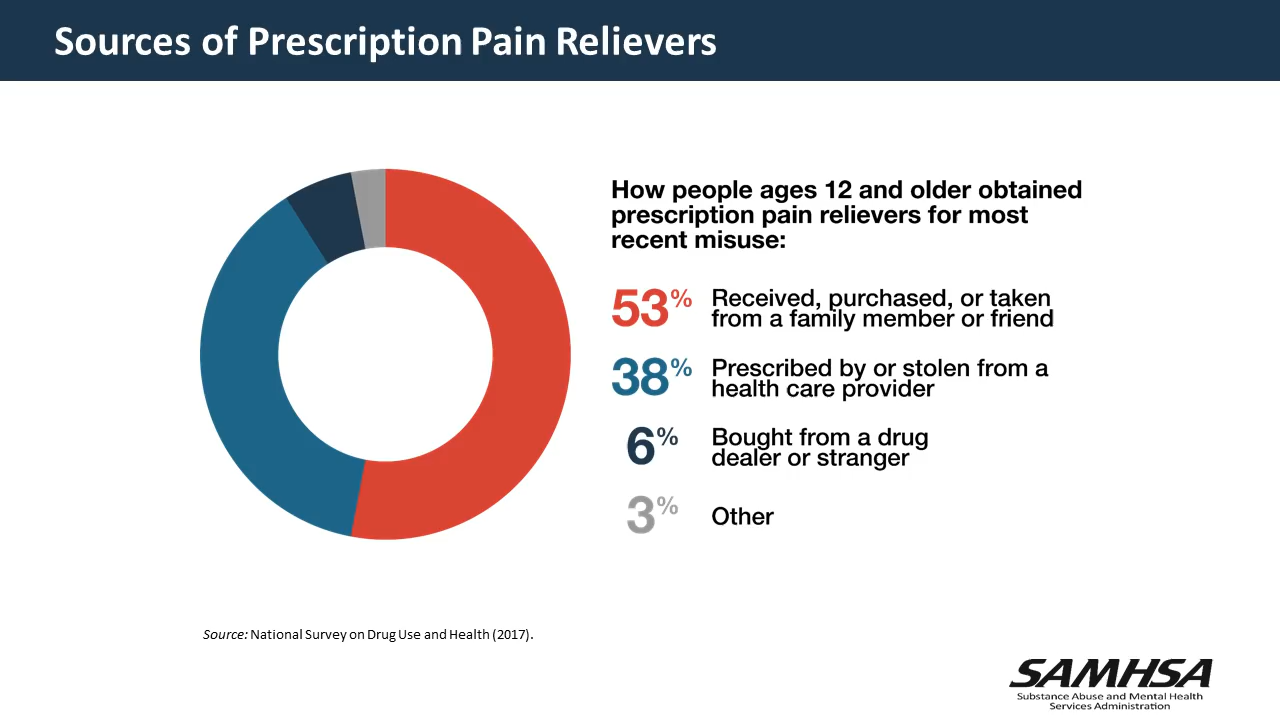 Sources of Prescription Pain Relievers
How people ages 12 and older obtained
prescription pain relievers for most
recent misuse:
53% Received, purchased, or taken
from a family member or friend
38% Prescribed by or stolen from a
health care provider
6% Bought from a drug
dealer or stranger
3% Other
Source: National Survey on Drug Use and Health (2017).
SAMHSA
Substance Abuse and Mental Health
Services Administration